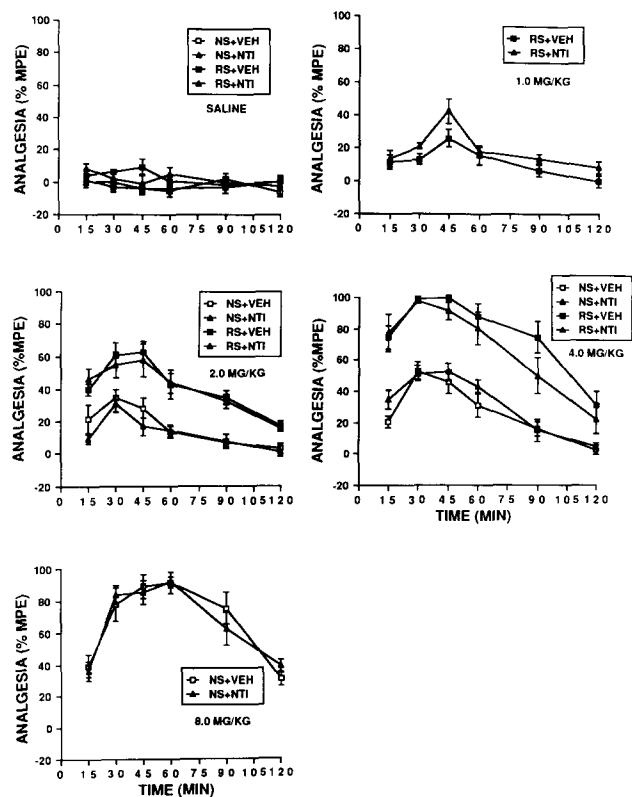 ANALGESIA (% MPE)
100
80
60
40
20
0
-20
NS+VEH
NS+NTI
RS+VEH
RS+NTI
SALINE
0 15 30 45 60 75 90 105 120
ANALGESIA (% MPE)
100
80
60
40
20
0
-20
RS+VEH
RS+NTI
1.0 MG/KG
0 15 30 45 60 75 90 105 120
ANALGESIA (%MPE)
100
80
60
40
20
0
-20
NS+VEH
NS+NTI
RS+VEH
RS+NTI
2.0 MG/KG
0 15 30 45 60 75 90 105 120
ANALGESIA (%MPE)
100
80
60
40
20
0
-20
NS+VEH
NS+NTI
RS+VEH
RS+NTI
4.0 MG/KG
0 15 30 45 60 75 90 105 120
TIME (MIN)
ANALGESIA (% MPE)
100
80
60
40
20
0
-20
NS+VEH
NS+NTI
8.0 MG/KG
0 15 30 45 60 75 90 105 120
TIME (MIN)